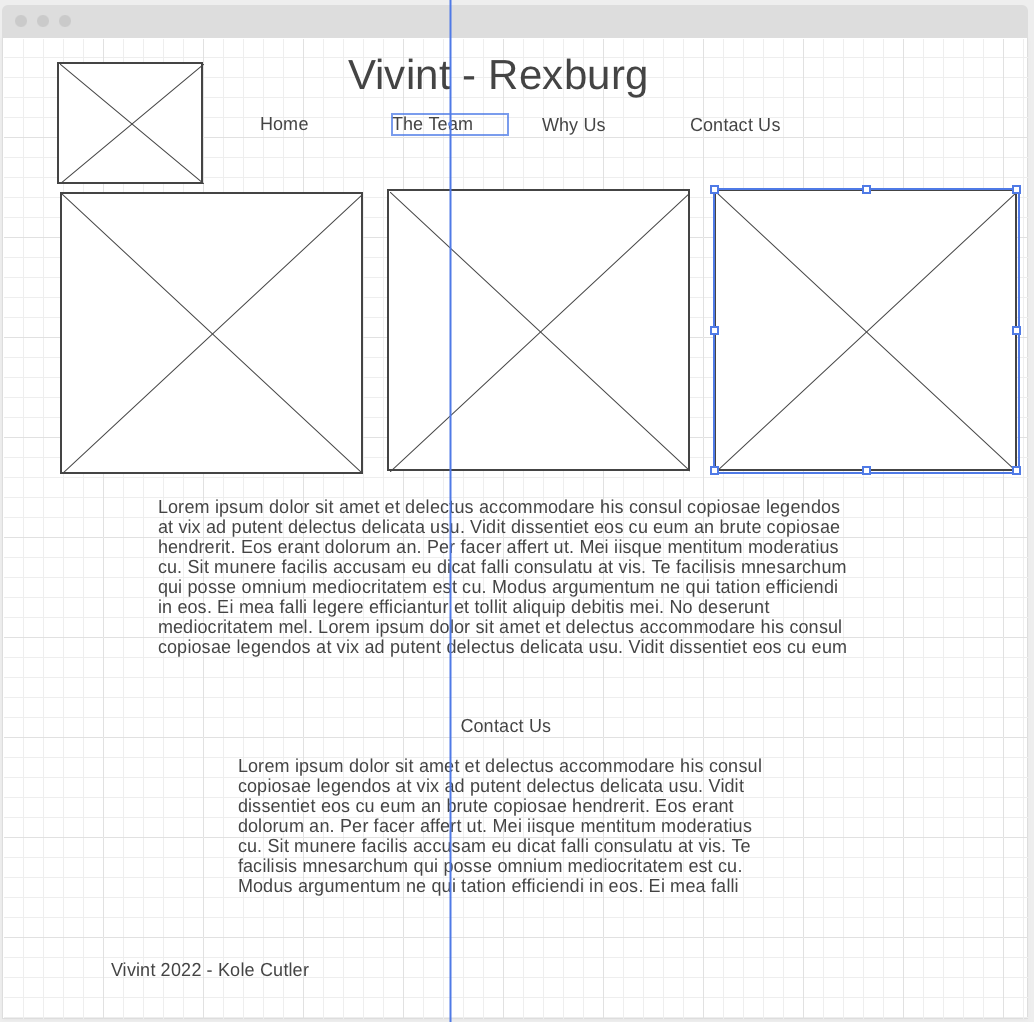 Vivint - Rexburg
Home The Team Why Us Contact Us
Lorem ipsum dolor sit amet et delectus accommodare his consul copiosae legendos
at vix ad putent delectus delicata usu. Vidit dissentiet eos cu eum an brute copiosae
hendrerit. Eos erant dolorum an. Per facer affert ut. Mei iisque mentitum moderatius
cu. Sit munere facilis accusam eu dicat falli consulatu at vis. Te facilisis mnesarchum
qui posse omnium mediocritatem est cu. Modus argumentum ne qui tation efficiendi
in eos. Ei mea falli legere efficiantur et tollit aliquip debitis mei. No deserunt
mediocritatem mel. Lorem ipsum dolor sit amet et delectus accommodare his consul
copiosae legendos at vix ad putent delectus delicata usu. Vidit dissentiet eos cu eum
Contact Us
Lorem ipsum dolor sit amet et delectus accommodare his consul
copiosae legendos at vix ad putent delectus delicata usu. Vidit
dissentiet eos cu eum an brute copiosae hendrerit. Eos erant
dolorum an. Per facer affert ut. Mei iisque mentitum moderatius
cu. Sit munere facilis accusam eu dicat falli consulatu at vis. Te
facilisis mnesarchum qui posse omnium mediocritatem est cu.
Modus argumentum ne qui tation efficiendi in eos. Ei mea falli
Vivint 2022 - Kole Cutler